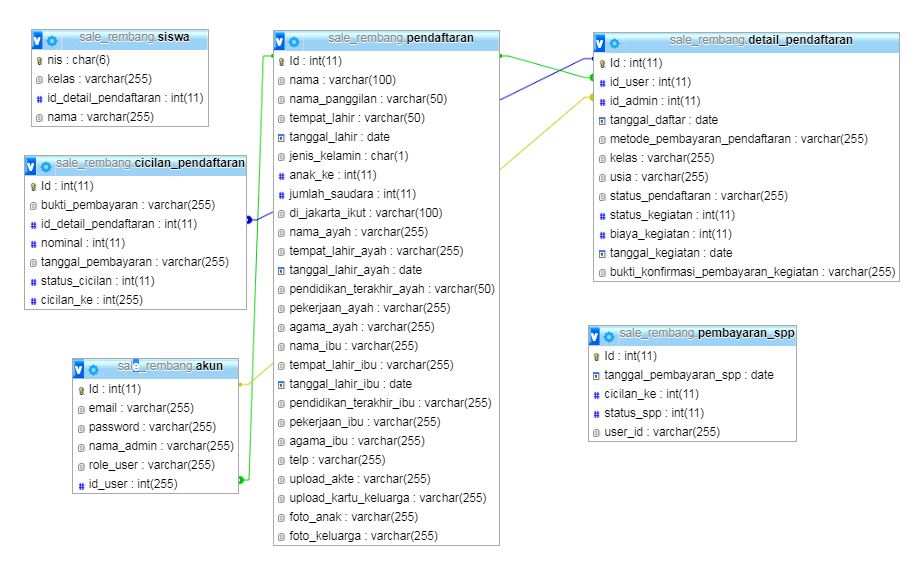 sale_rembang.siswa
nis : char(6)
kelas : varchar(255)
id_detail_pendaftaran : int(11)
nama : varchar(255)
sale_rembang.cicilan_pendaftaran
Id : int(11)
bukti_pembayaran : varchar(255)
id_detail_pendaftaran : int(11)
nominal : int(11)
tanggal_pembayaran : varchar(255)
status_cicilan : int(11)
cicilan_ke : int(255)
sale_rembang.akun
Id : int(11)
email : varchar(255)
password : varchar(255)
nama_admin : varchar(255)
role_user : varchar(255)
id_user : int(255)
sale_rembang.pendaftaran
Id : int(11)
nama : varchar(100)
nama_panggilan : varchar(50)
tempat_lahir : varchar(50)
tanggal_lahir : date
jenis_kelamin : char(1)
anak_ke : int(11)
jumlah_saudara : int(11)
di_jakarta_ikut : varchar(100)
nama_ayah : varchar(255)
tempat_lahir_ayah : varchar(255)
tanggal_lahir_ayah : date
pendidikan_terakhir_ayah : varchar(50)
pekerjaan_ayah : varchar(255)
agama_ayah : varchar(255)
nama_ibu : varchar(255)
tempat_lahir_ibu : varchar(255)
tanggal_lahir_ibu : date
pendidikan_terakhir_ibu : varchar(255)
pekerjaan_ibu : varchar(255)
agama_ibu : varchar(255)
telp : varchar(255)
upload_akte : varchar(255)
upload_kartu_keluarga : varchar(255)
foto_anak : varchar(255)
foto_keluarga : varchar(255)
sale_rembang.detail_pendaftaran
Id : int(11)
id_user : int(11)
id_admin : int(11)
tanggal_daftar : date
metode_pembayaran_pendaftaran : varchar(255)
kelas : varchar(255)
usia : varchar(255)
status_pendaftaran : varchar(255)
status_kegiatan : int(11)
biaya_kegiatan : int(11)
tanggal_kegiatan : date
bukti_konfirmasi_pembayaran_kegiatan : varchar(255)
sale_rembang.pembayaran_spp
Id : int(11)
tanggal_pembayaran_spp : date
cicilan_ke : int(11)
status_spp : int(11)
user_id : varchar(255)